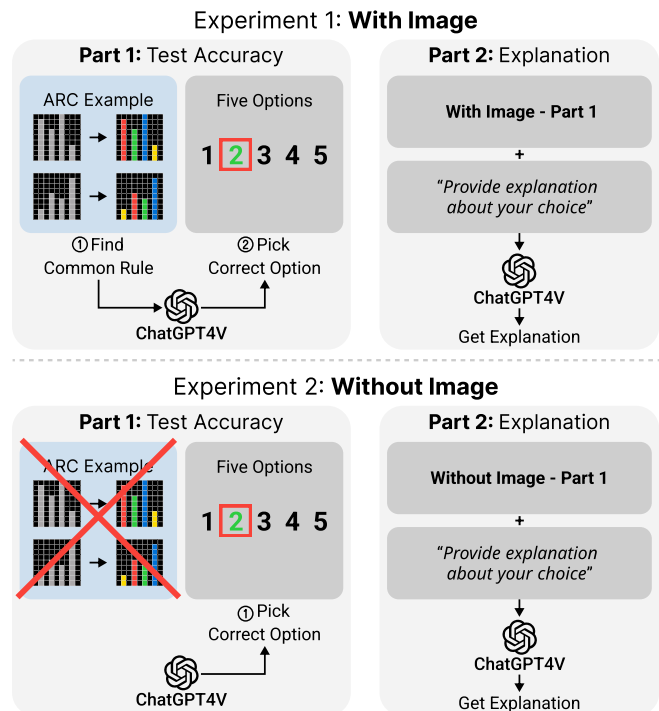 Experiment 1: With Image
Part 1: Test Accuracy
ARC Example
Five Options
1 2 3 4 5
① Find
Common Rule
② Pick
Correct Option
ChatGPT4V
Part 2: Explanation
With Image - Part 1
+
“Provide explanation
about your choice”
ChatGPT4V
Get Explanation
Experiment 2: Without Image
Part 1: Test Accuracy
ARC Example
Five Options
1 2 3 4 5
① Pick
Correct Option
ChatGPT4V
Part 2: Explanation
Without Image - Part 1
+
“Provide explanation
about your choice”
ChatGPT4V
Get Explanation